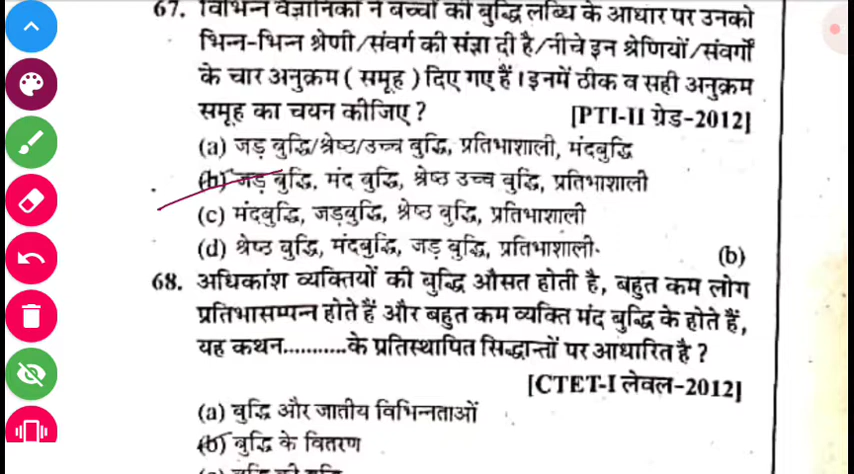 67. विभिन्न वैज्ञानिकों ने बच्चों की बुद्धि लब्धि के आधार पर उनको
भिन्न-भिन्न श्रेणी/संवर्ग की संज्ञा दी है/नीचे इन श्रेणियों/संवर्गों
के चार अनुक्रम ( समूह ) दिए गए हैं। इनमें ठीक व सही अनुक्रम
समूह का चयन कीजिए ?
[PTI-II ग्रेड-2012]
(a) जड़ बुद्धि/श्रेष्ठ/उच्च बुद्धि, प्रतिभाशाली, मंदबुद्धि
(b) जड़ बुद्धि, मंद बुद्धि, श्रेष्ठ उच्च बुद्धि, प्रतिभाशाली
(c) मंदबुद्धि, जड़बुद्धि, श्रेष्ठ बुद्धि, प्रतिभाशाली
(d) श्रेष्ठ बुद्धि, मंदबुद्धि, जड़ बुद्धि, प्रतिभाशाली.
(b)
68. अधिकांश व्यक्तियों की बुद्धि औसत होती है, बहुत कम लोग
प्रतिभासम्पन्न होते हैं और बहुत कम व्यक्ति मंद बुद्धि के होते हैं,
यह कथन...........के प्रतिस्थापित सिद्धान्तों पर आधारित है ?
[CTET-I लेवल-2012]
(a) बुद्धि और जातीय विभिन्नताओं
(b) बुद्धि के वितरण